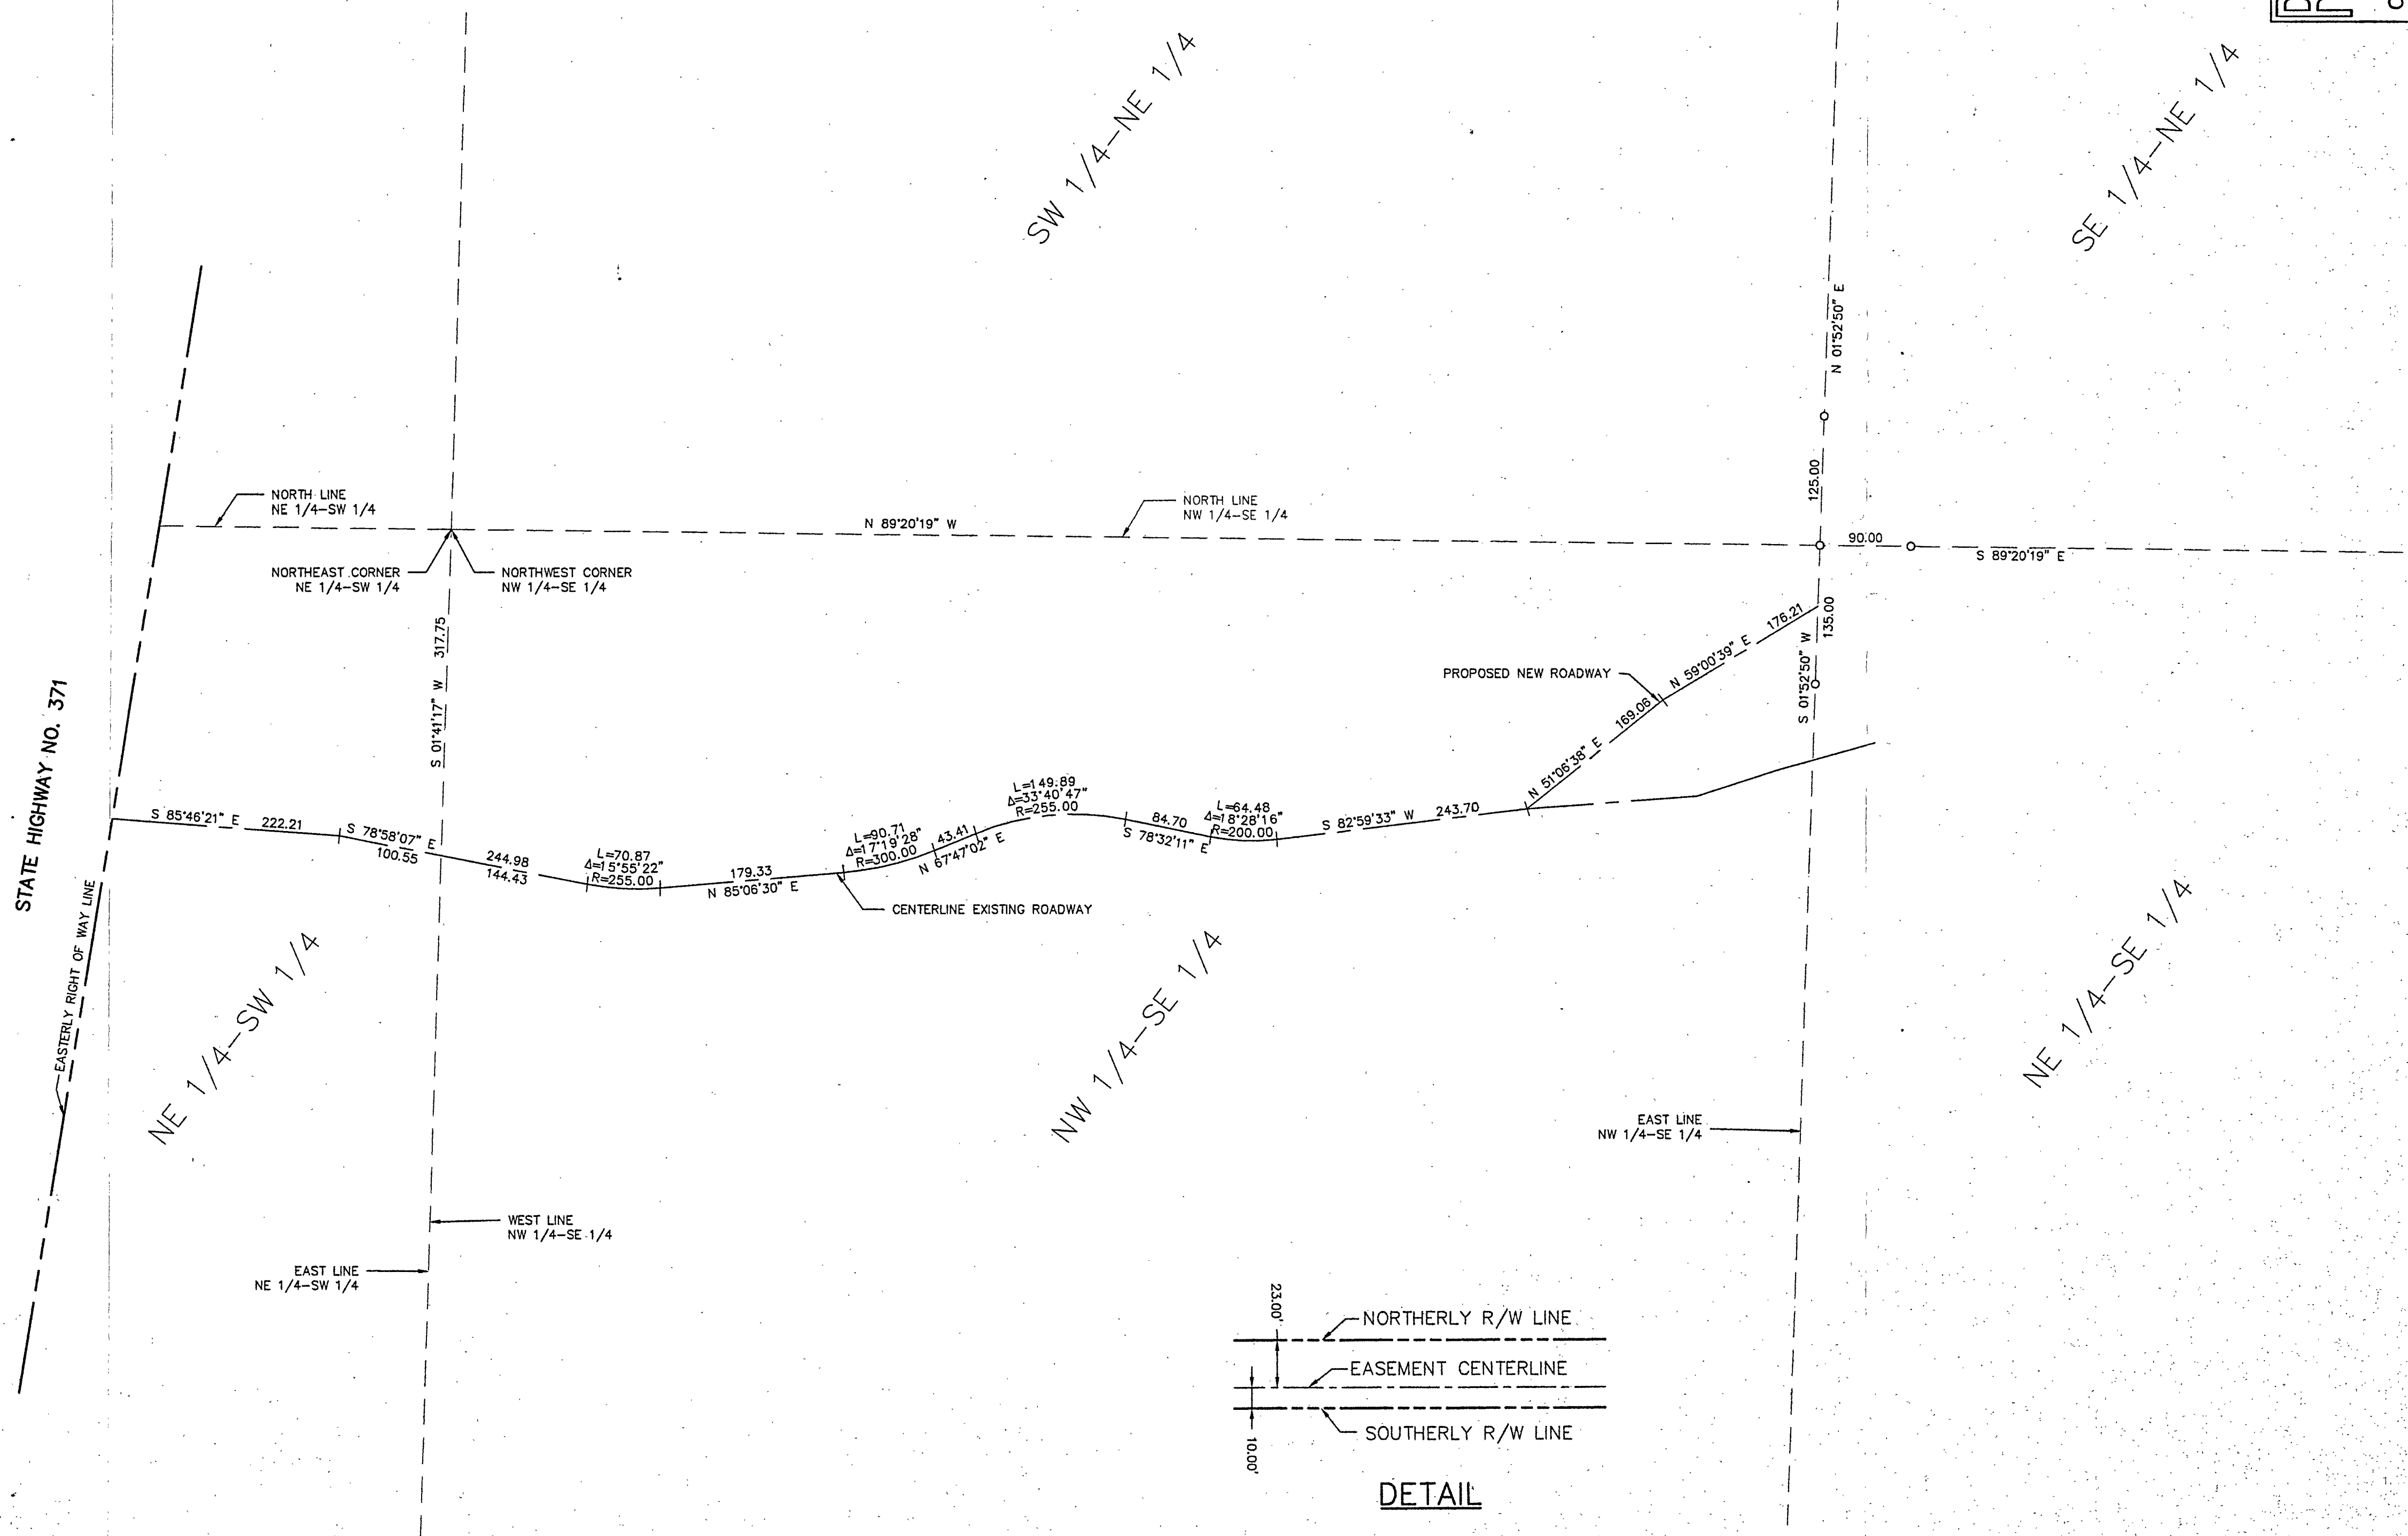 SW 1/4-NE 1/4
SE 1/4-NE 1/4
N 01°52'50" E
125.00
NORTH LINE
NE 1/4-SW 1/4
NORTH LINE
NW 1/4-SE 1/4
N 89°20'19" W
90.00
S 89°20'19" E
NORTHEAST CORNER
NE 1/4-SW 1/4
NORTHWEST CORNER
NW 1/4-SE 1/4
S 01°41'17" W 317.75
135.00
S 01°52'50" W
176.21
N 59°00'39" E
PROPOSED NEW ROADWAY
169.06
N 51°06'38" E
STATE HIGHWAY NO. 371
S 85°46'21" E 222.21
S 78°58'07" E
100.55
244.98
144.43
L=70.87
Δ=15°55'22"
R=255.00
179.33
N 85°06'30" E
L=90.71
Δ=17°19'28"
R=300.00
43.41
N 67°47'02" E
L=149.89
Δ=33°40'47"
R=255.00
84.70
S 78°32'11" E
L=64.48
Δ=18°28'16"
R=200.00
S 82°59'33" W 243.70
CENTERLINE EXISTING ROADWAY
EASTERLY RIGHT OF WAY LINE
NE 1/4-SW 1/4
NW 1/4-SE 1/4
NE 1/4-SE 1/4
EAST LINE
NW 1/4-SE 1/4
WEST LINE
NW 1/4-SE 1/4
EAST LINE
NE 1/4-SW 1/4
23.00'
NORTHERLY R/W LINE
EASEMENT CENTERLINE
SOUTHERLY R/W LINE
10.00'
DETAIL